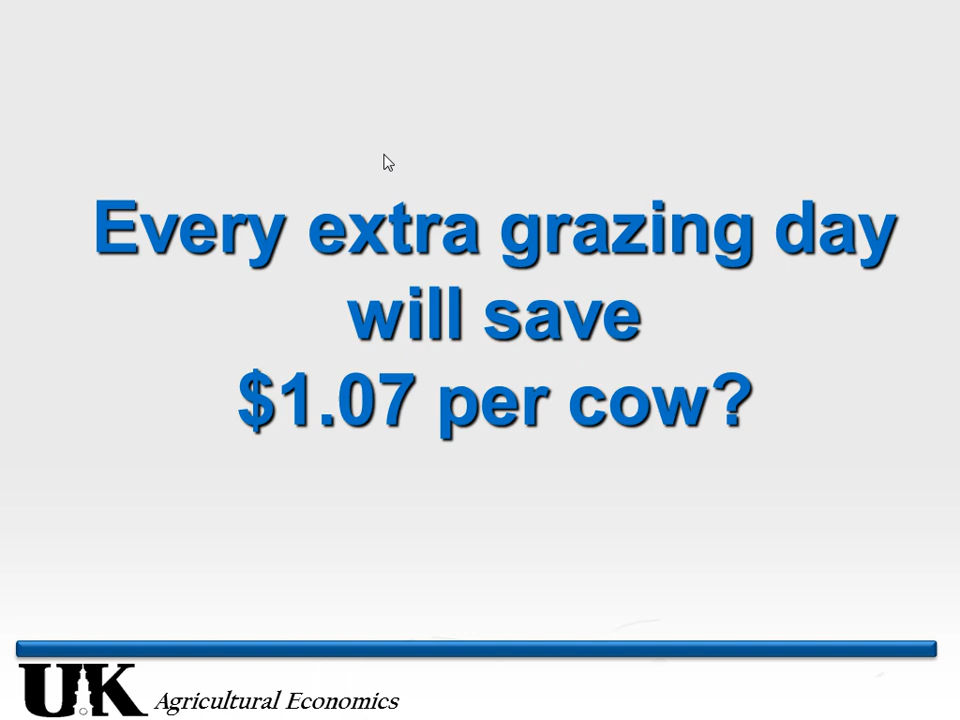 Every extra grazing day
will save
$1.07 per cow?
UK Agricultural Economics